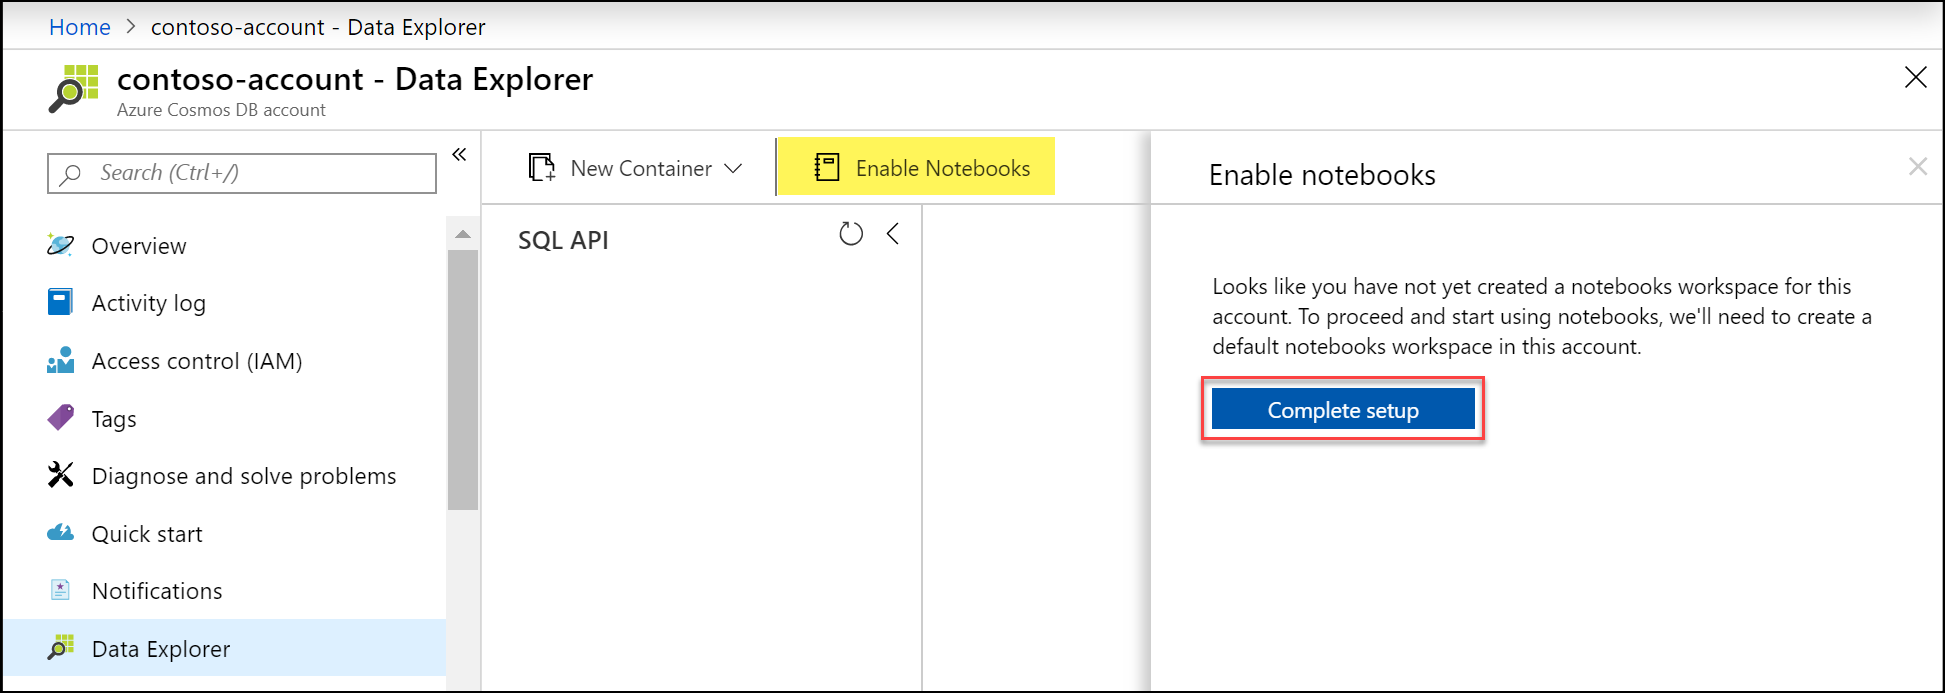 Home > contoso-account - Data Explorer
contoso-account - Data Explorer
Azure Cosmos DB account
Search (Ctrl+/)
«
Overview
Activity log
Access control (IAM)
Tags
Diagnose and solve problems
Quick start
Notifications
Data Explorer
New Container
Enable Notebooks
SQL API
Enable notebooks
Looks like you have not yet created a notebooks workspace for this
account. To proceed and start using notebooks, we'll need to create a
default notebooks workspace in this account.
Complete setup